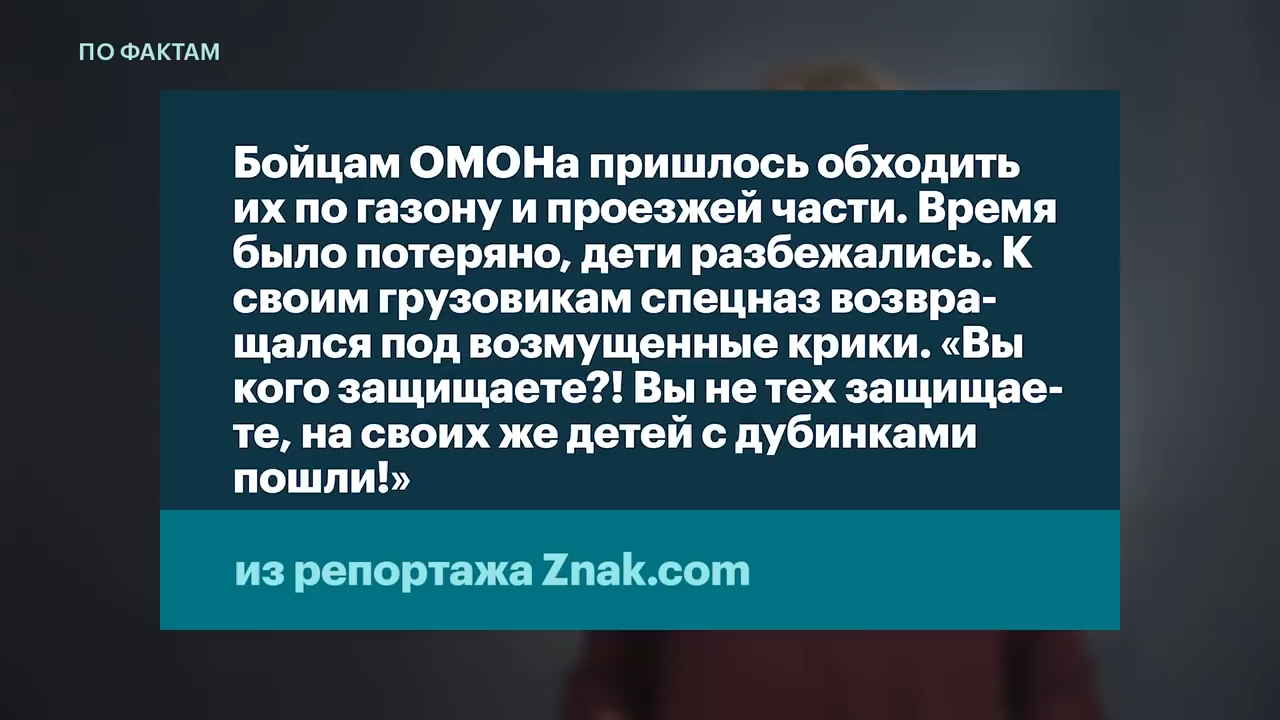 ПО ФАКТАМ
Бойцам ОМОНа пришлось обходить
их по газону и проезжей части. Время
было потеряно, дети разбежались. К
своим грузовикам спецназ возвра-
щался под возмущенные крики. «Вы
кого защищаете?! Вы не тех защищае-
те, на своих же детей с дубинками
пошли!»
из репортажа Znak.com